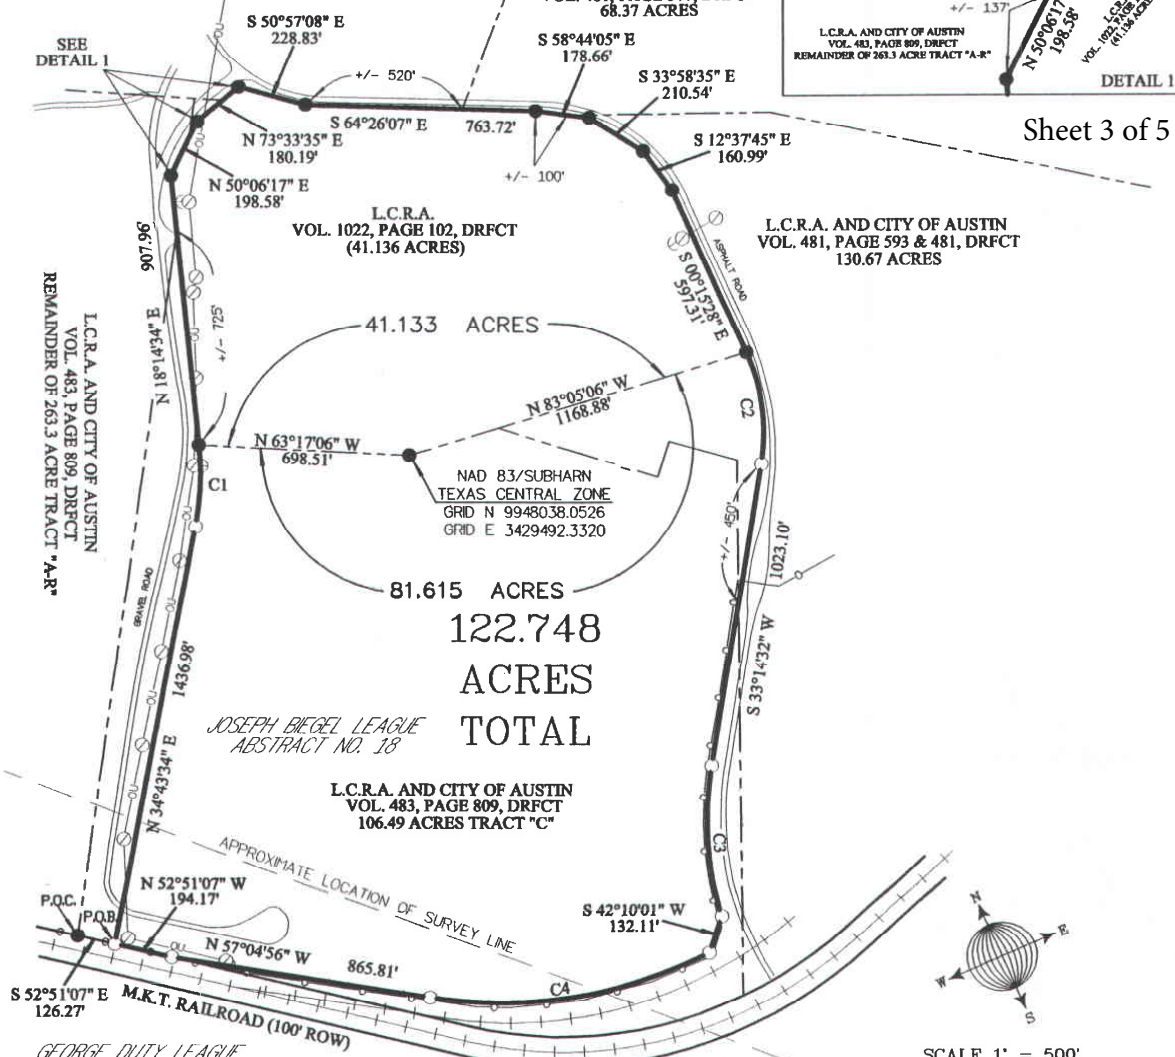 68.37 ACRES
S 50°57'08" E
228.83'
SEE
DETAIL 1
+/- 520'
S 58°44'05" E
178.66'
S 33°58'35" E
210.54'
+/- 137'
L.C.R.A. AND CITY OF AUSTIN
VOL. 483, PAGE 809, DRFCT
REMAINDER OF 263.3 ACRE TRACT "A-R"
N 50°06'17"
198.58'
VOL. 1022, PAGE
(41.136 ACRE
DETAIL 1
Sheet 3 of 5
S 64°26'07" E
763.72'
N 73°33'35" E
180.19'
S 12°37'45" E
160.99'
+/- 100'
N 50°06'17" E
198.58'
L.C.R.A.
VOL. 1022, PAGE 102, DRFCT
(41.136 ACRES)
L.C.R.A. AND CITY OF AUSTIN
VOL. 481, PAGE 593 & 481, DRFCT
130.67 ACRES
ASPHALT ROAD
S 00°15'28" E
597.31'
907.96'
N 18°14'34" E
+/- 725'
L.C.R.A. AND CITY OF AUSTIN
VOL. 483, PAGE 809, DRFCT
REMAINDER OF 263.3 ACRE TRACT "A-R"
41.133 ACRES
N 83°05'06" W
1168.88'
C2
N 63°17'06" W
698.51'
C1
NAD 83/SUBHARN
TEXAS CENTRAL ZONE
GRID N 9948038.0526
GRID E 3429492.3320
+/- 450'
1023.10'
S 33°14'32" W
81.615 ACRES
122.748
ACRES
TOTAL
GRAVEL ROAD
OU
1436.98'
N 34°43'34" E
JOSEPH BIEGEL LEAGUE
ABSTRACT NO. 18
L.C.R.A. AND CITY OF AUSTIN
VOL. 483, PAGE 809, DRFCT
106.49 ACRES TRACT "C"
C3
APPROXIMATE LOCATION OF SURVEY LINE
N 52°51'07" W
194.17'
P.O.C.
P.O.B.
S 42°10'01" W
132.11'
N 57°04'56" W
865.81'
C4
S 52°51'07" E
126.27'
M.K.T. RAILROAD (100' ROW)
N
E
W
S
GEORGE DUTY LEAGUE
SCALE 1" = 500'